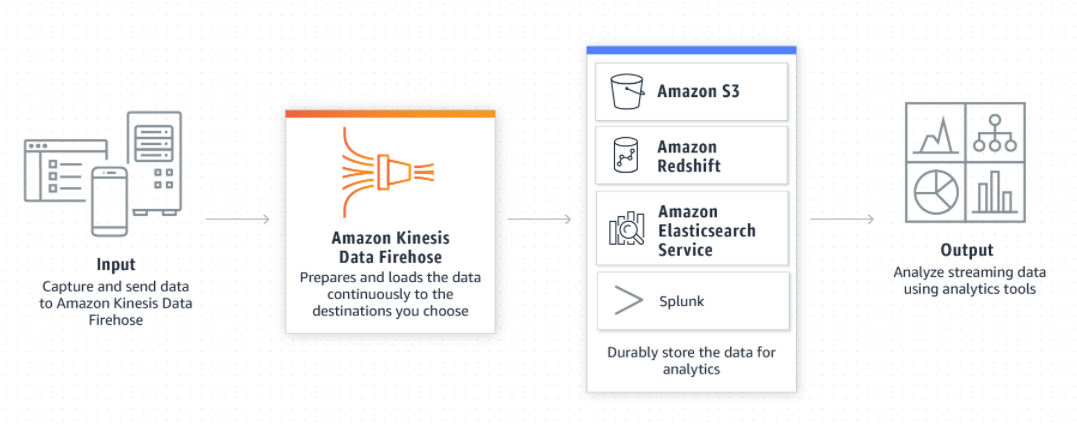 Input
Capture and send data
to Amazon Kinesis Data
Firehose
Amazon Kinesis
Data Firehose
Prepares and loads the data
continuously to the
destinations you choose
Amazon S3
Amazon
Redshift
Amazon
Elasticsearch
Service
Splunk
Durably store the data for
analytics
Output
Analyze streaming data
using analytics tools